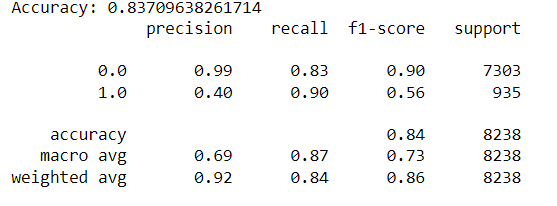 Accuracy: 0.83709638261714
precision recall f1-score support
0.0 0.99 0.83 0.90 7303
1.0 0.40 0.90 0.56 935
accuracy 0.84 8238
macro avg 0.69 0.87 0.73 8238
weighted avg 0.92 0.84 0.86 8238